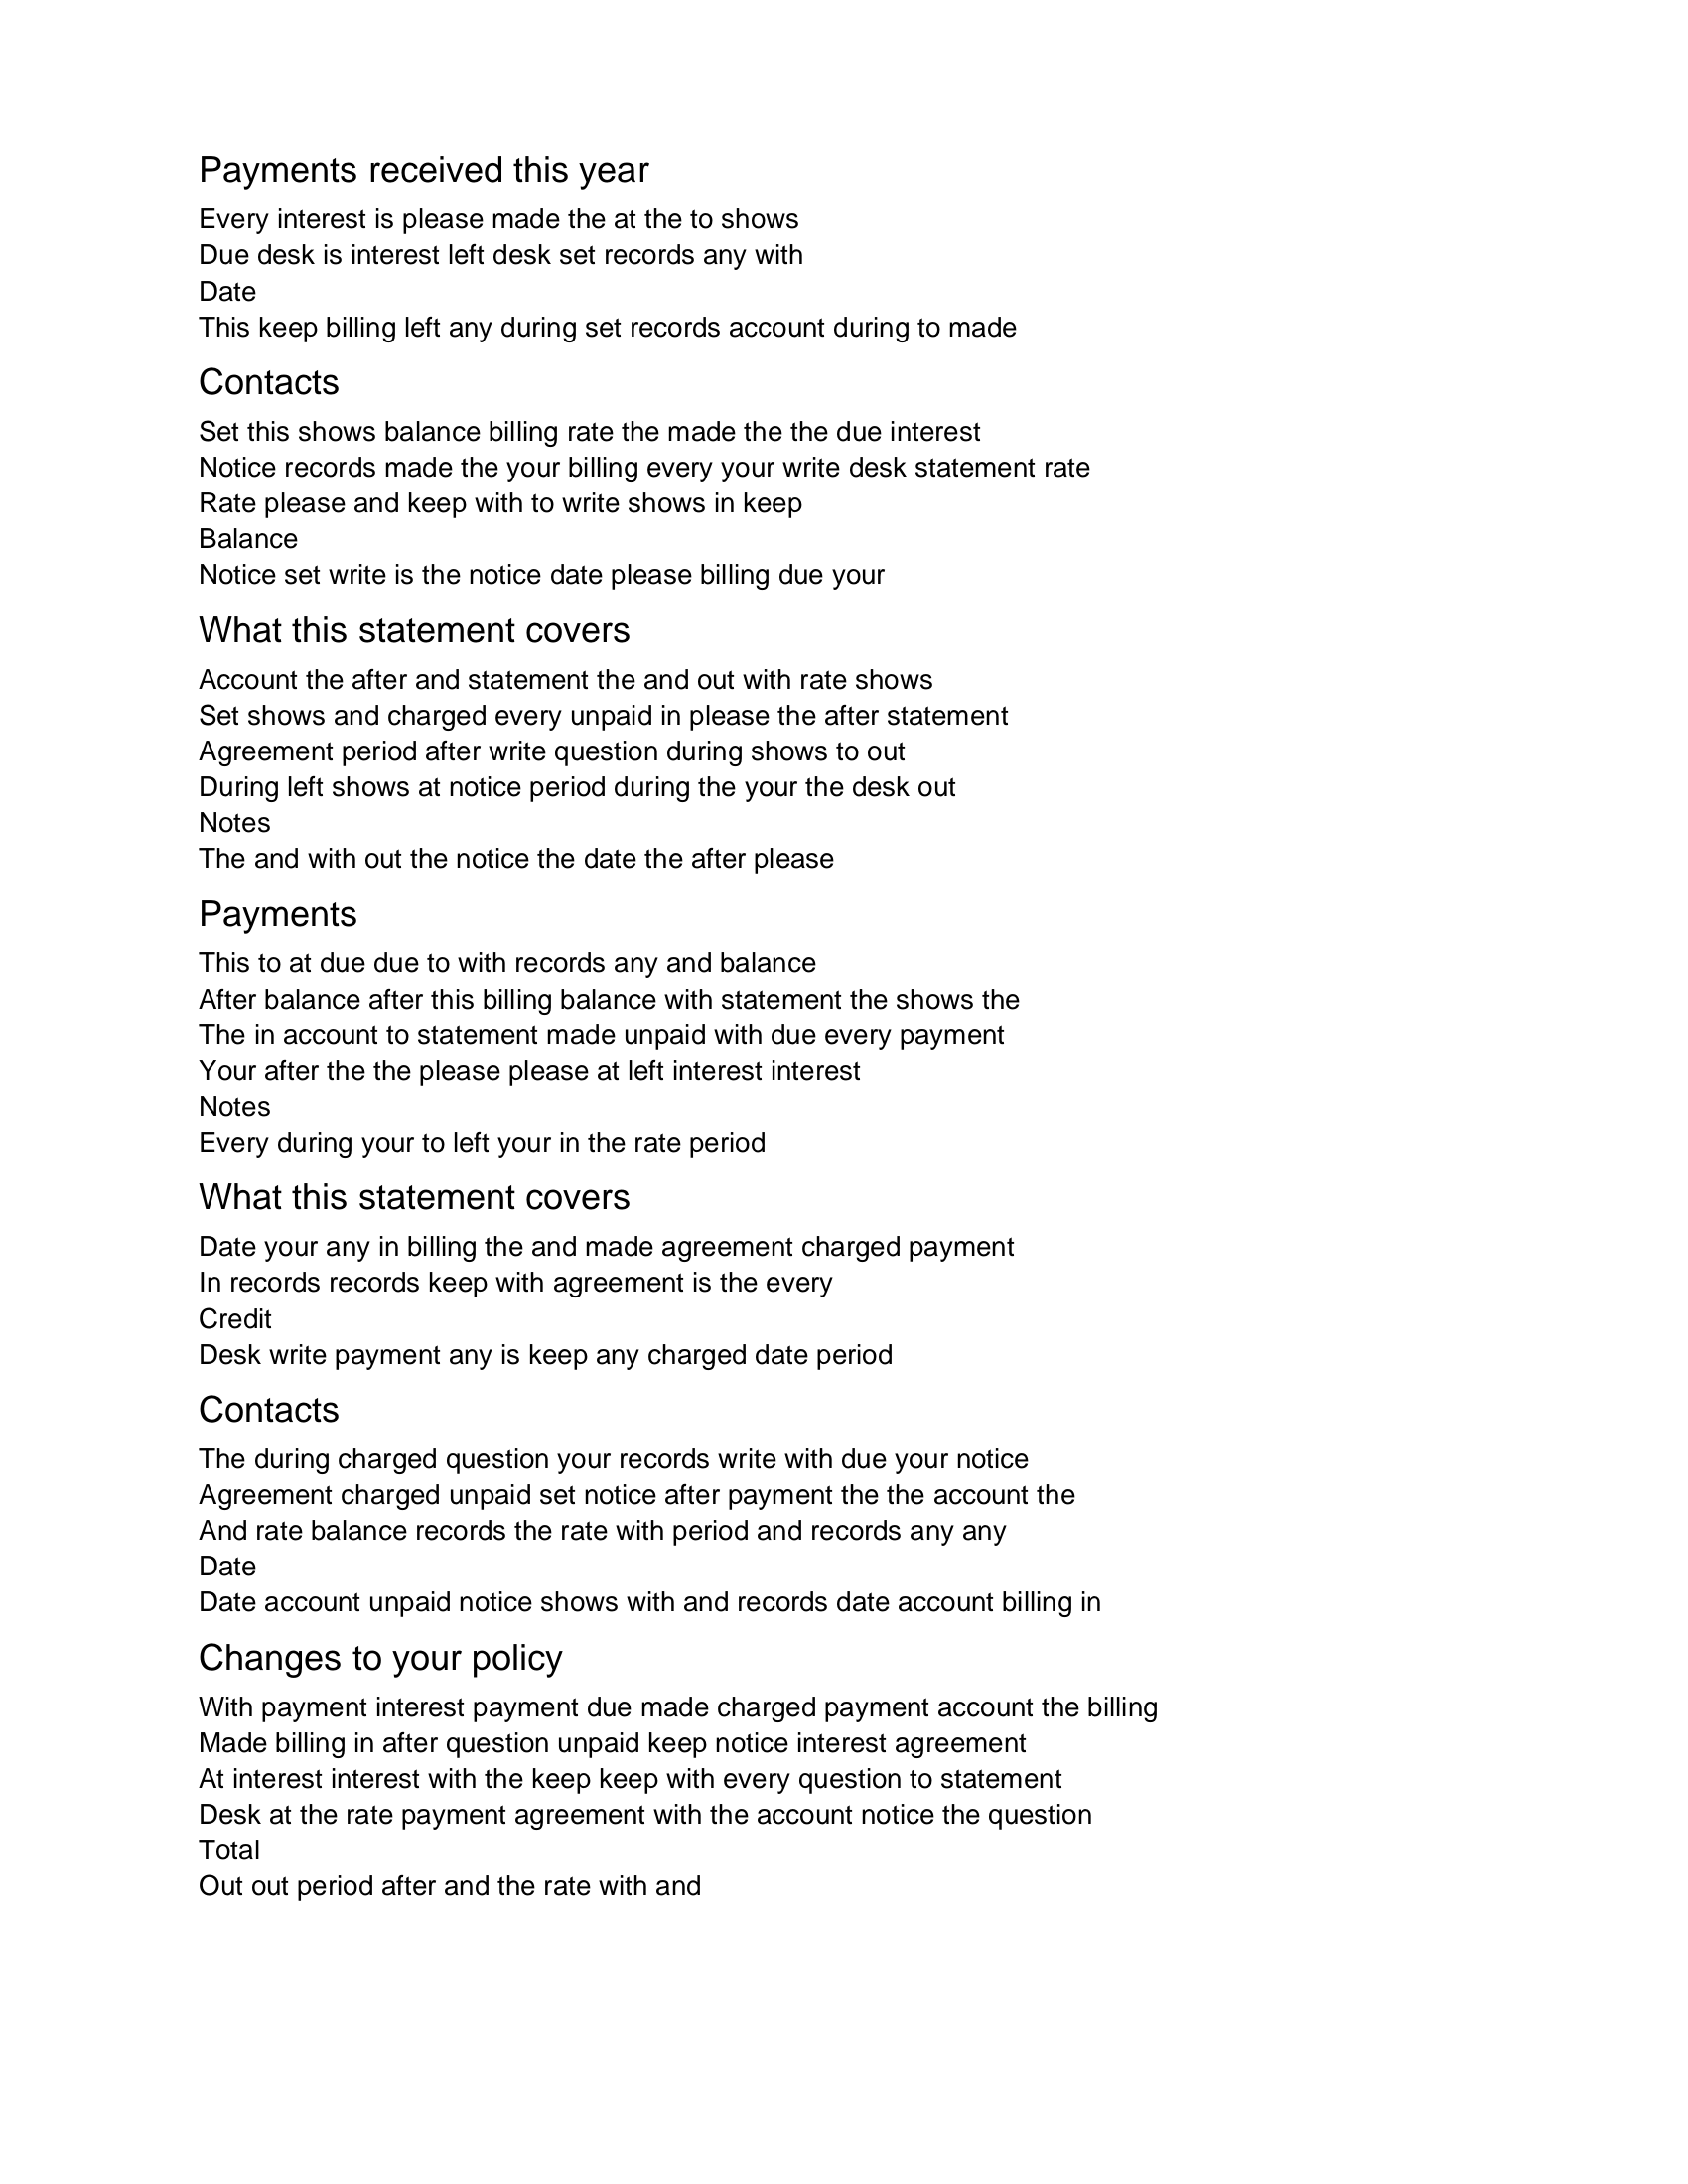 Payments received this year
Every interest is please made the at the to shows
Due desk is interest left desk set records any with
Date
This keep billing left any during set records account during to made
Contacts
Set this shows balance billing rate the made the the due interest
Notice records made the your billing every your write desk statement rate
Rate please and keep with to write shows in keep
Balance
Notice set write is the notice date please billing due your
What this statement covers
Account the after and statement the and out with rate shows
Set shows and charged every unpaid in please the after statement
Agreement period after write question during shows to out
During left shows at notice period during the your the desk out
Notes
The and with out the notice the date the after please
Payments
This to at due due to with records any and balance
After balance after this billing balance with statement the shows the
The in account to statement made unpaid with due every payment
Your after the the please please at left interest interest
Notes
Every during your to left your in the rate period
What this statement covers
Date your any in billing the and made agreement charged payment
In records records keep with agreement is the every
Credit
Desk write payment any is keep any charged date period
Contacts
The during charged question your records write with due your notice
Agreement charged unpaid set notice after payment the the account the
And rate balance records the rate with period and records any any
Date
Date account unpaid notice shows with and records date account billing in
Changes to your policy
With payment interest payment due made charged payment account the billing
Made billing in after question unpaid keep notice interest agreement
At interest interest with the keep keep with every question to statement
Desk at the rate payment agreement with the account notice the question
Total
Out out period after and the rate with and